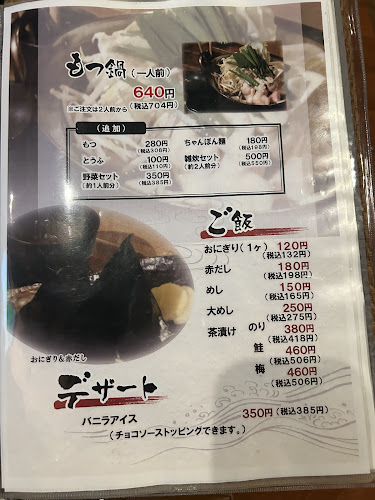 もつ鍋(一人前)
640円
※ご注文は2人前から (税込704円)
(追加)
もつ 280円 (税込308円)
とうふ 100円 (税込110円)
野菜セット (約1人前分) 350円 (税込385円)
ちゃんぽん麺 180円 (税込198円)
雑炊セット (約2人前分) 500円 (税込550円)
ご飯
おにぎり(1ヶ) 120円
(税込132円)
赤だし 180円
(税込198円)
めし 150円
(税込165円)
大めし 250円
(税込275円)
茶漬け のり 380円
(税込418円)
鮭 460円
(税込506円)
梅 460円
(税込506円)
おにぎり&赤だし
デザート
バニラアイス 350円(税込385円)
(チョコソーストッピングできます。)